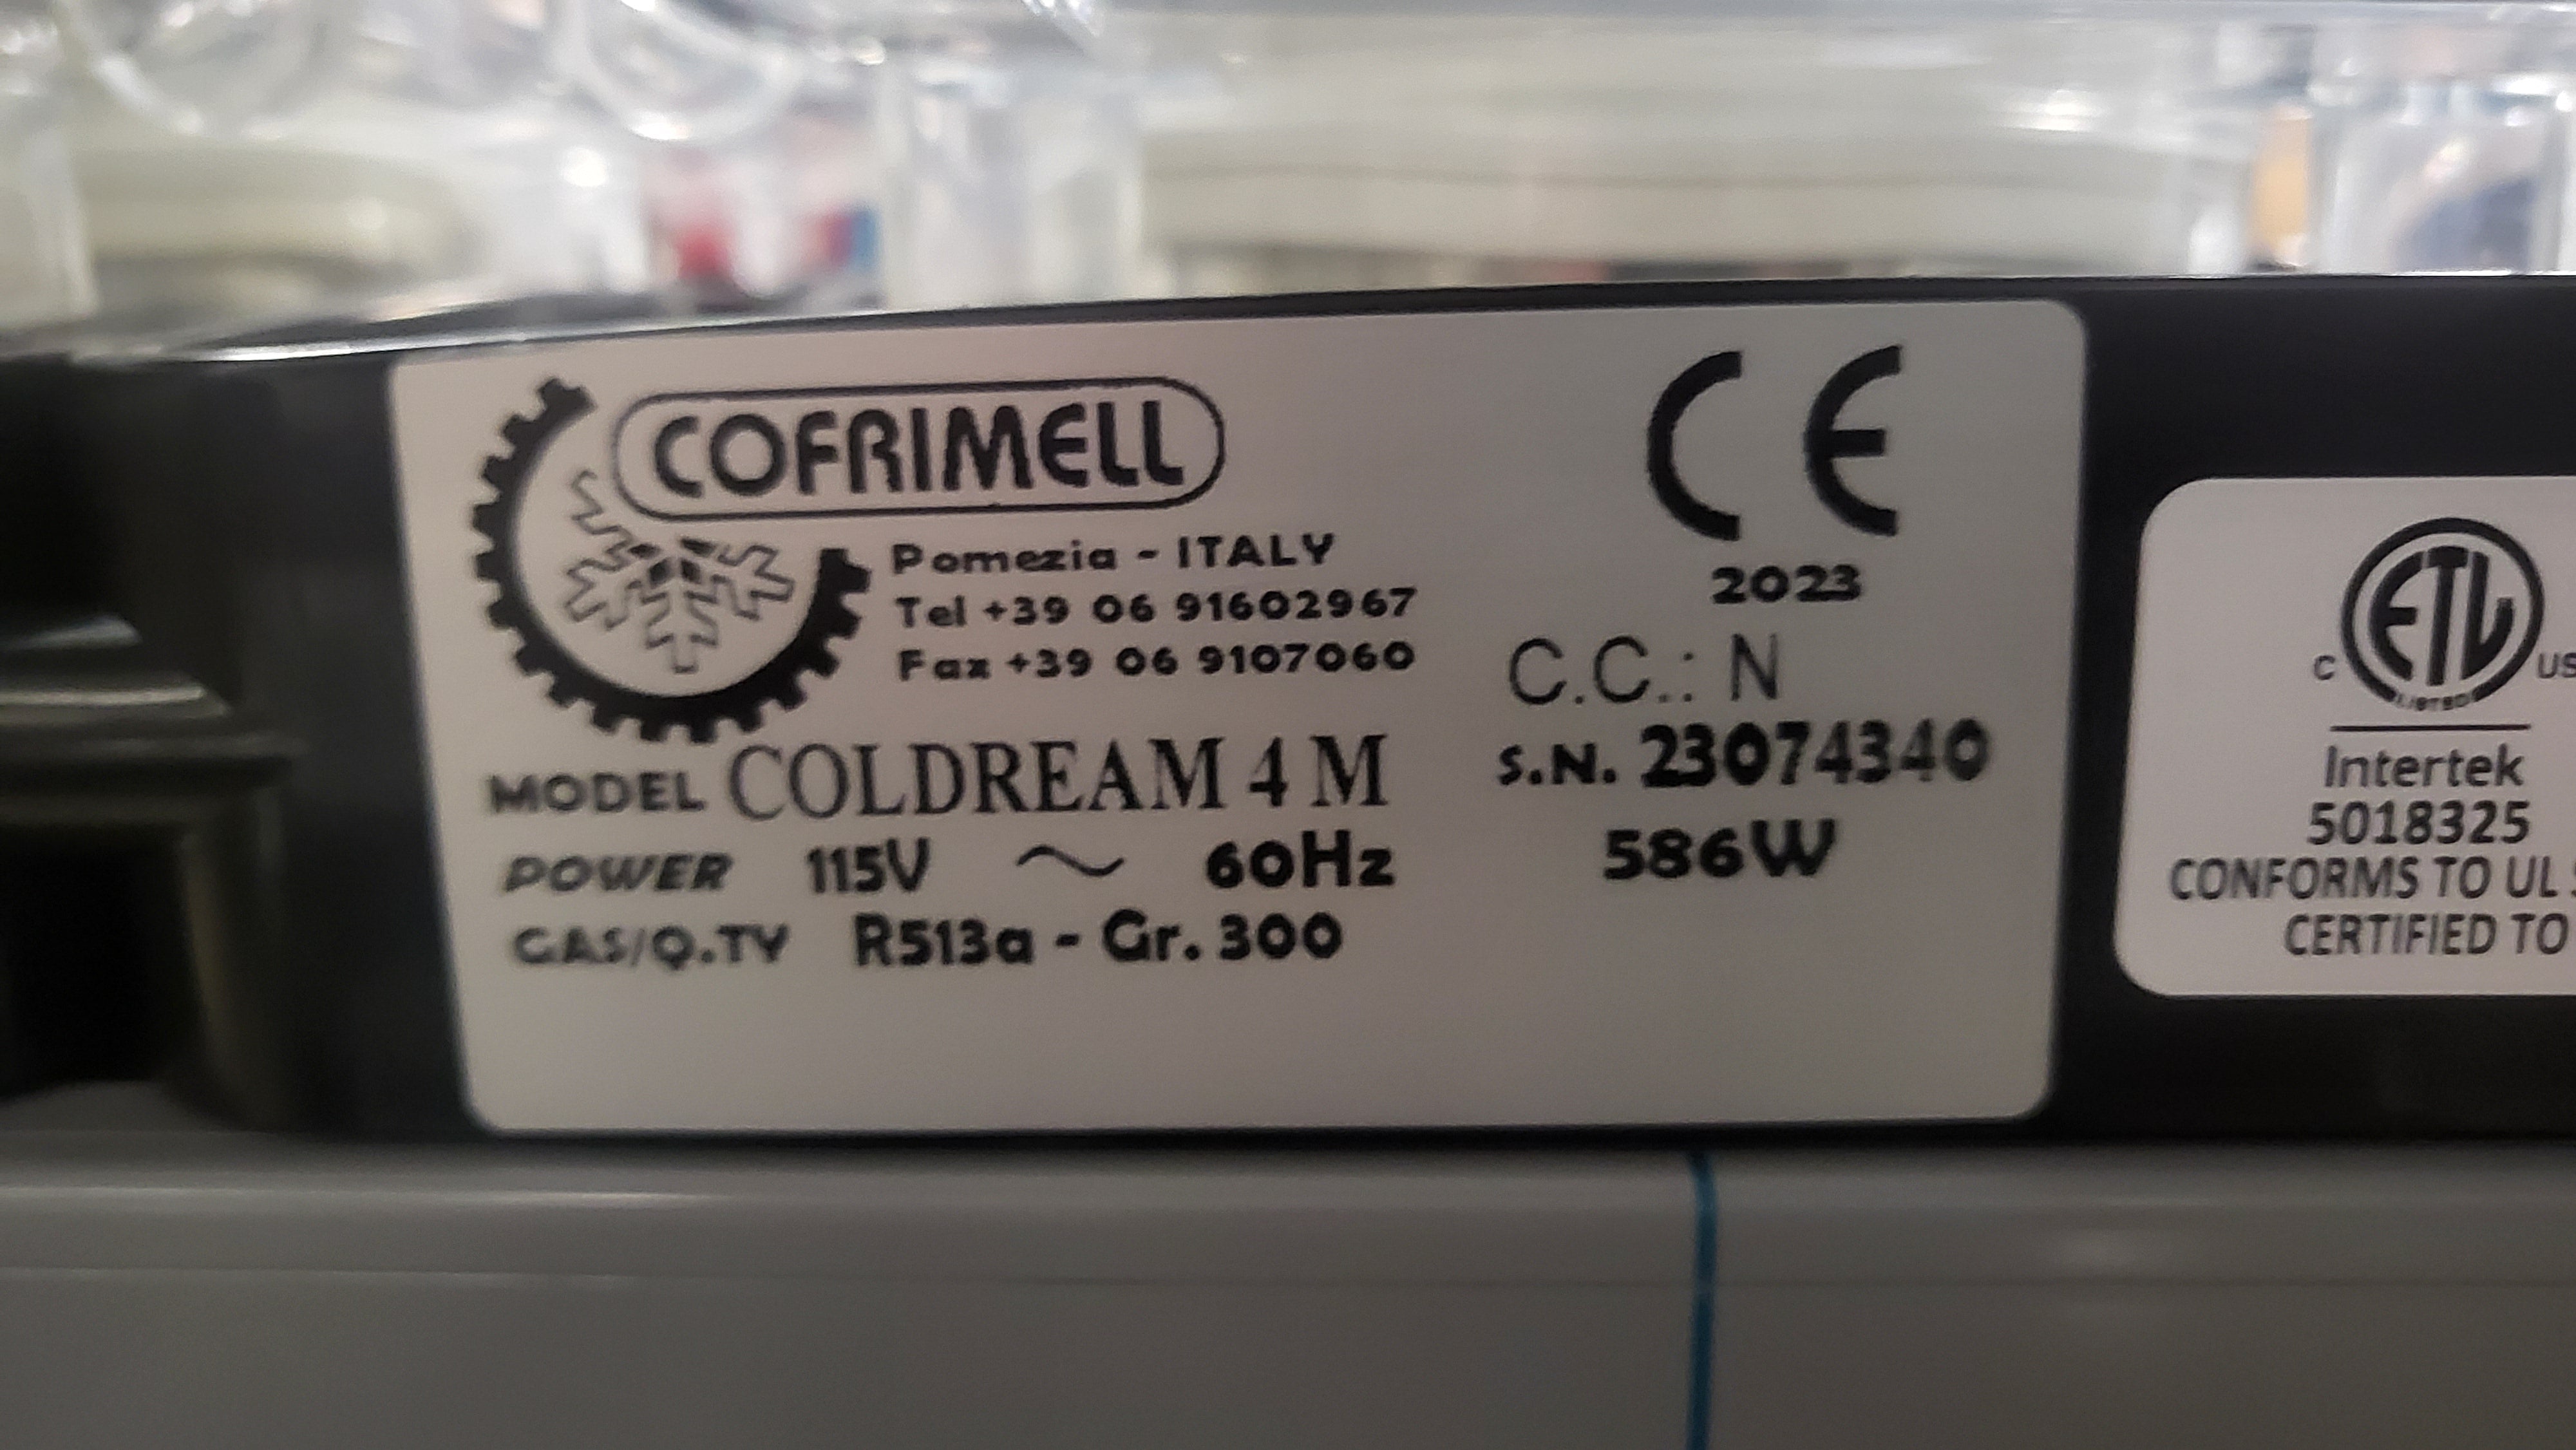 COFRIMELL
Pomezia - ITALY
Tel +39 06 91602967
Fax +39 06 9107060
CE
2023
C.C.: N
MODEL COLDREAM 4 M
S.N. 23074340
POWER 115V ~ 60Hz 586W
GAS/Q.TY R513a - Gr. 300
C ETL US
LISTED
Intertek
5018325
CONFORMS TO UL
CERTIFIED TO